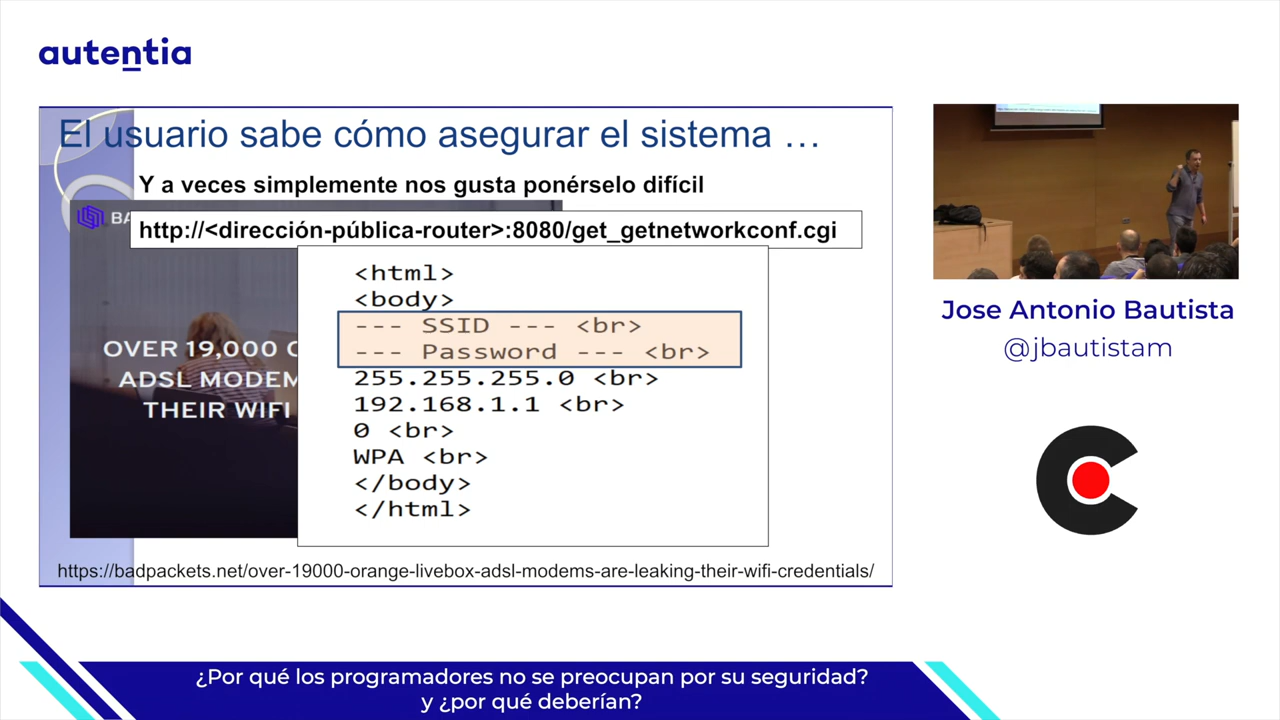 autentia
El usuario sabe cómo asegurar el sistema …
Y a veces simplemente nos gusta ponérselo difícil
BA
http://<dirección-pública-router>:8080/get_getnetworkconf.cgi
<html>
<body>
--- SSID --- <br>
--- Password --- <br>
255.255.255.0 <br>
192.168.1.1 <br>
0 <br>
WPA <br>
</body>
</html>
OVER 19,000 O
ADSL MODEM
THEIR WIFI
https://badpackets.net/over-19000-orange-livebox-adsl-modems-are-leaking-their-wifi-credentials/
Jose Antonio Bautista
@jbautistam
¿Por qué los programadores no se preocupan por su seguridad?
y ¿por qué deberían?